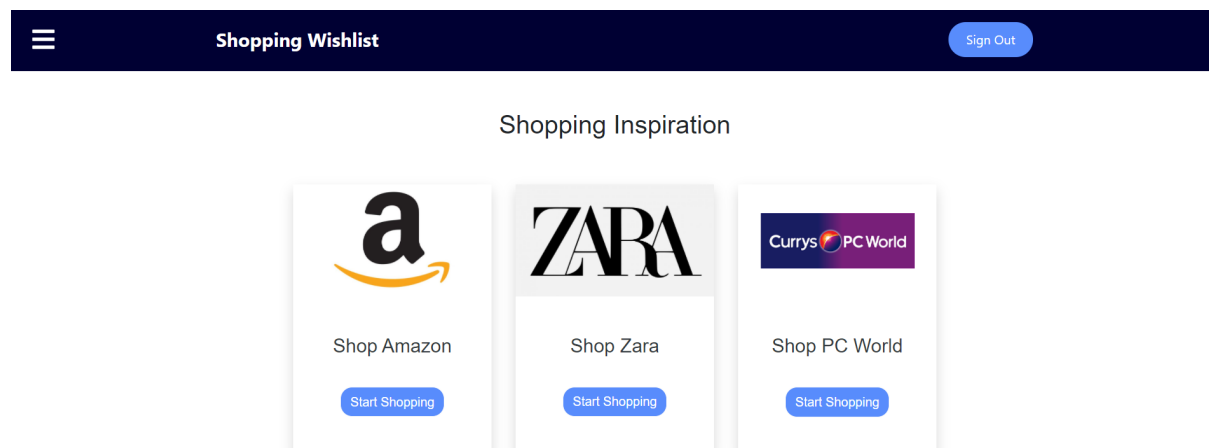 Shopping Wishlist
Sign Out
Shopping Inspiration
a
ZARA
Currys PC World
Shop Amazon
Shop Zara
Shop PC World
Start Shopping
Start Shopping
Start Shopping